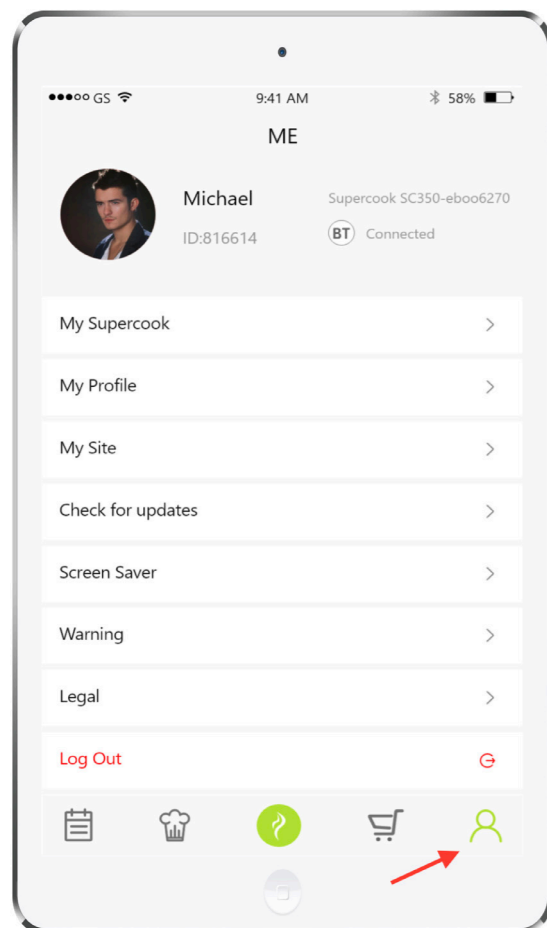 GS 9:41 AM 58%
ME
Michael Supercook SC350-eboo6270
ID:816614 BT Connected
My Supercook
My Profile
My Site
Check for updates
Screen Saver
Warning
Legal
Log Out